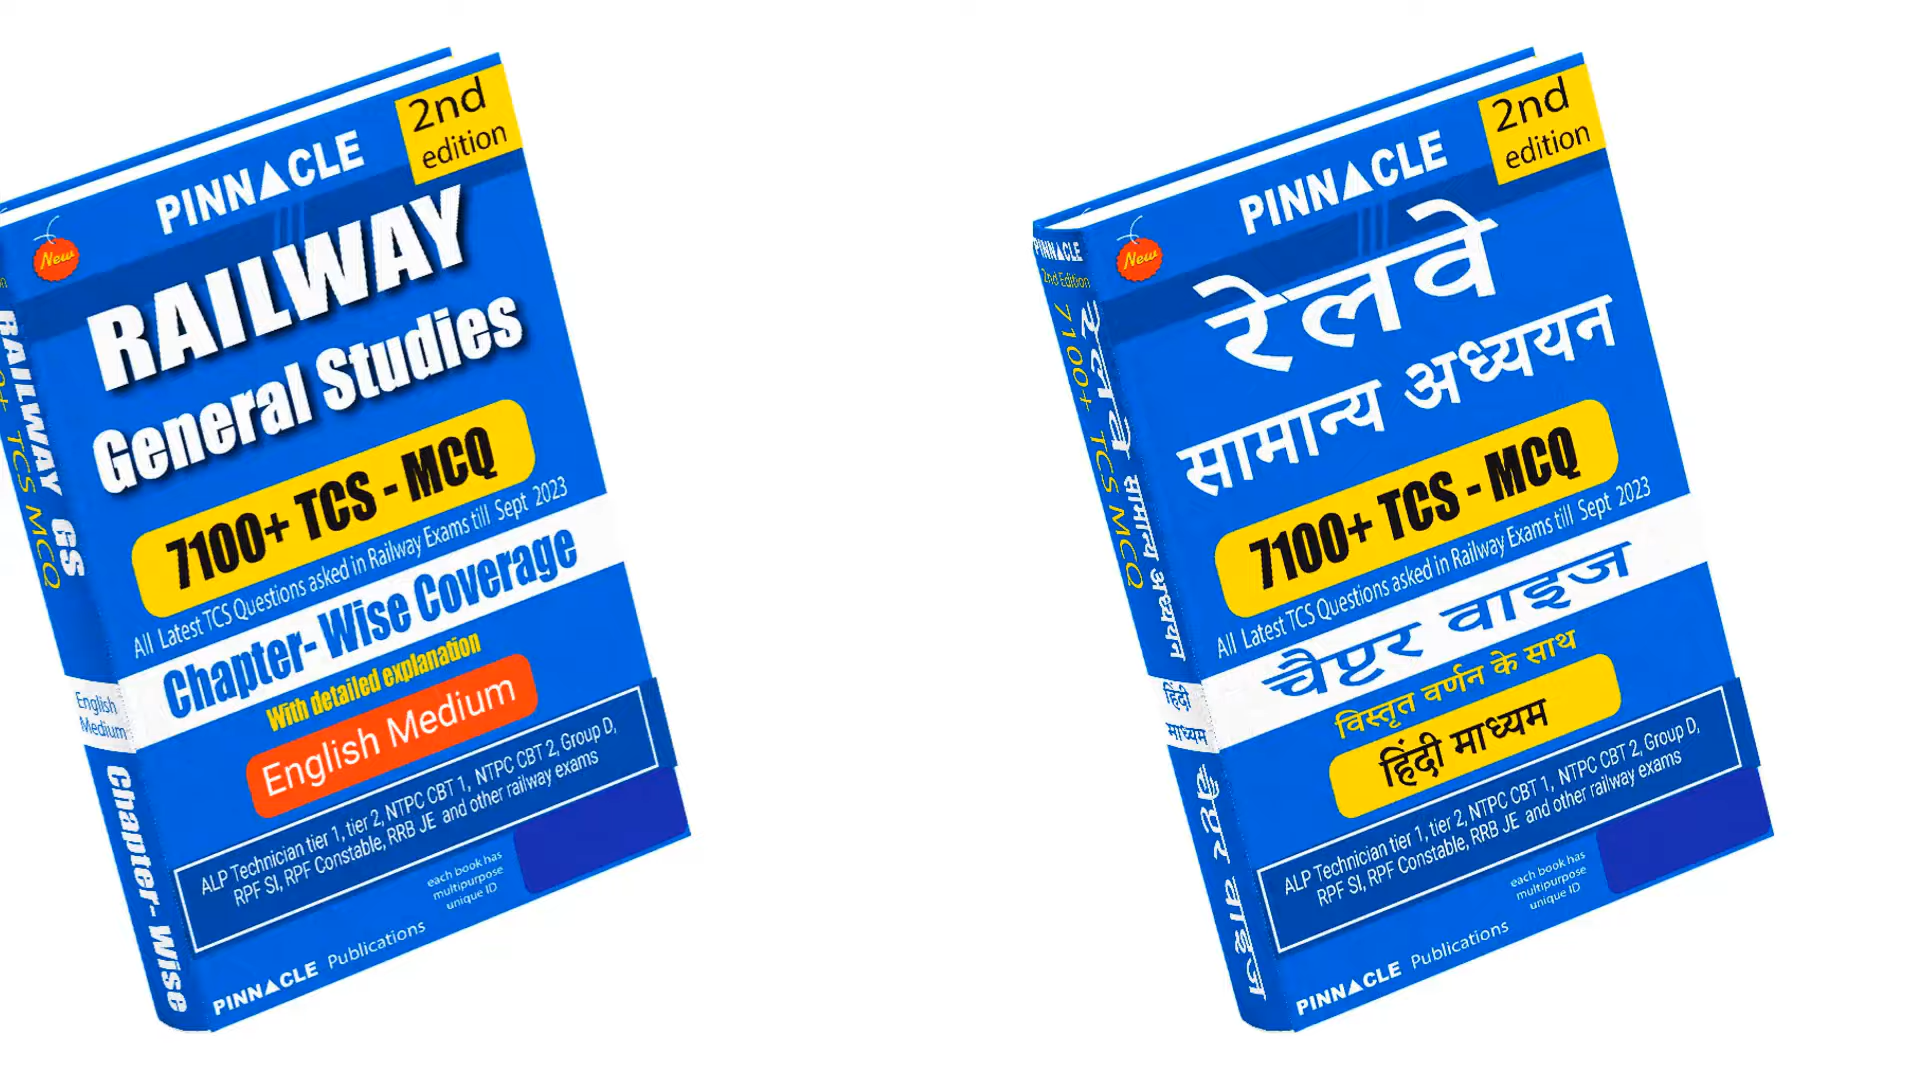 2nd
edition
PINNACLE
New
RAILWAY
General Studies
7100+ TCS - MCQ
All Latest TCS Questions asked in Railway Exams till Sept 2023
Chapter- Wise Coverage
With detailed explanation
English Medium
ALP Technician tier 1, tier 2, NTPC CBT 1, NTPC CBT 2, Group D,
RPF SI, RPF Constable, RRB JE and other railway exams
each book has
multipurpose
unique ID
PINNACLE Publications
RAILWAY GS
TCS MCQ
English
Medium
Chapter- Wise
2nd
edition
PINNACLE
New
रेलवे
सामान्य अध्ययन
7100+ TCS - MCQ
All Latest TCS Questions asked in Railway Exams till Sept 2023
चैप्टर वाइज
विस्तृत वर्णन के साथ
हिंदी माध्यम
ALP Technician tier 1, tier 2, NTPC CBT 1, NTPC CBT 2, Group D,
RPF SI, RPF Constable, RRB JE and other railway exams
each book has
multipurpose
unique ID
PINNACLE Publications
PINNACLE
2nd Edition
रेलवे सामान्य अध्ययन
7100+ TCS MCQ
हिंदी
माध्यम
चैप्टर वाइज